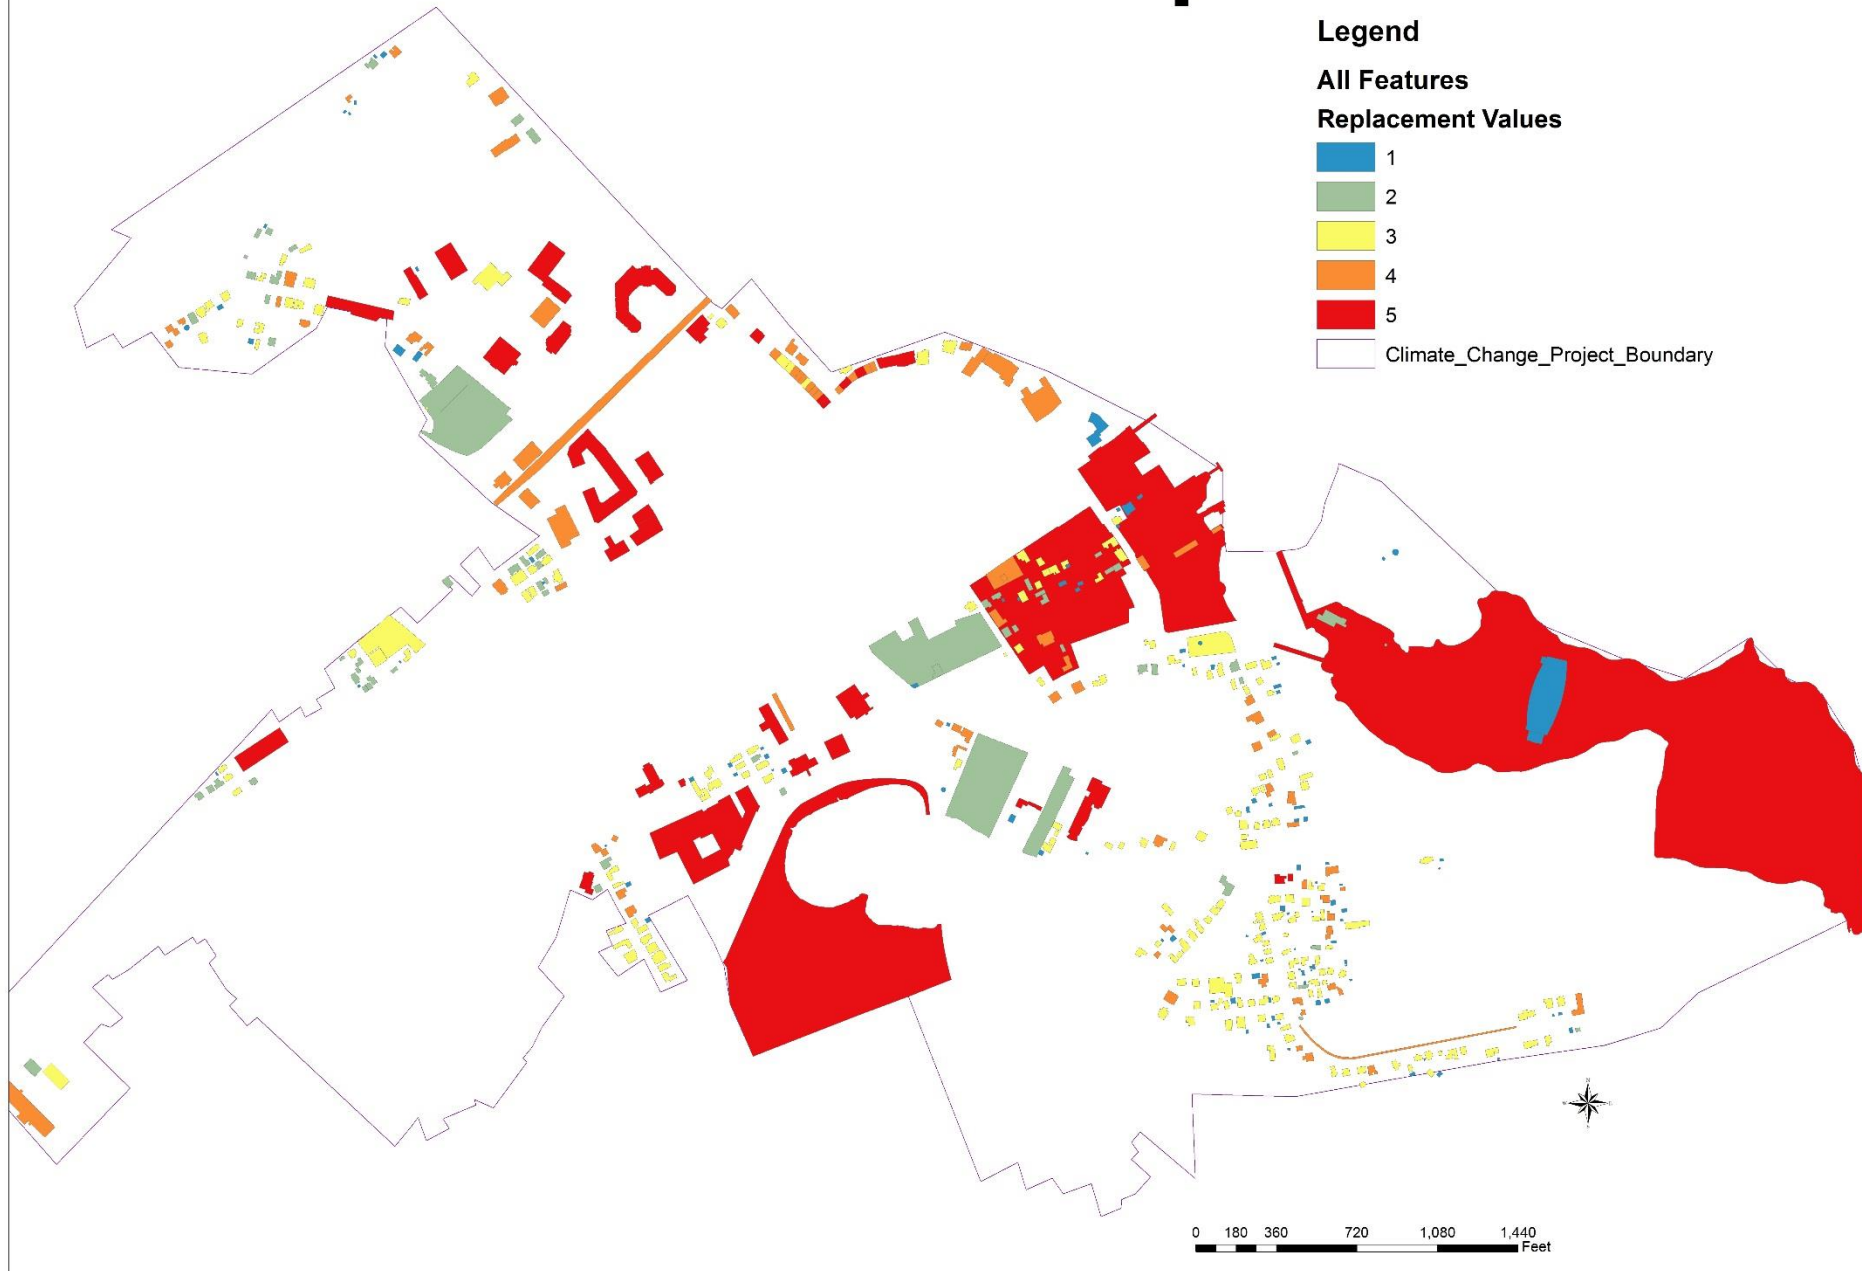 Legend
All Features
Replacement Values
1
2
3
4
5
Climate_Change_Project_Boundary
N
0 180 360 720 1,080 1,440
Feet